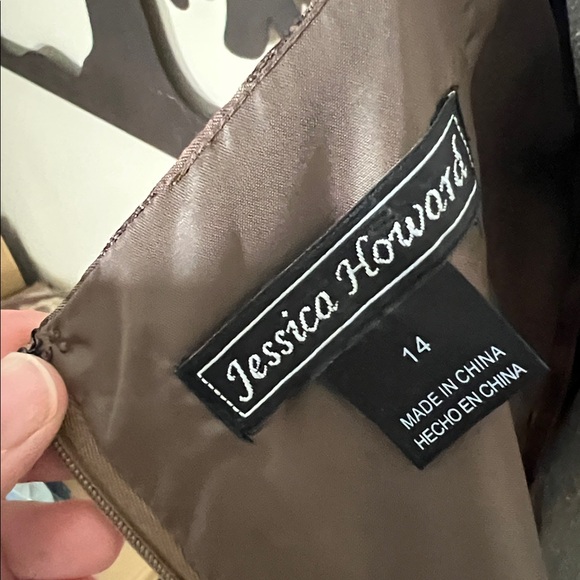 Jessica Howard
14
MADE IN CHINA
HECHO EN CHINA